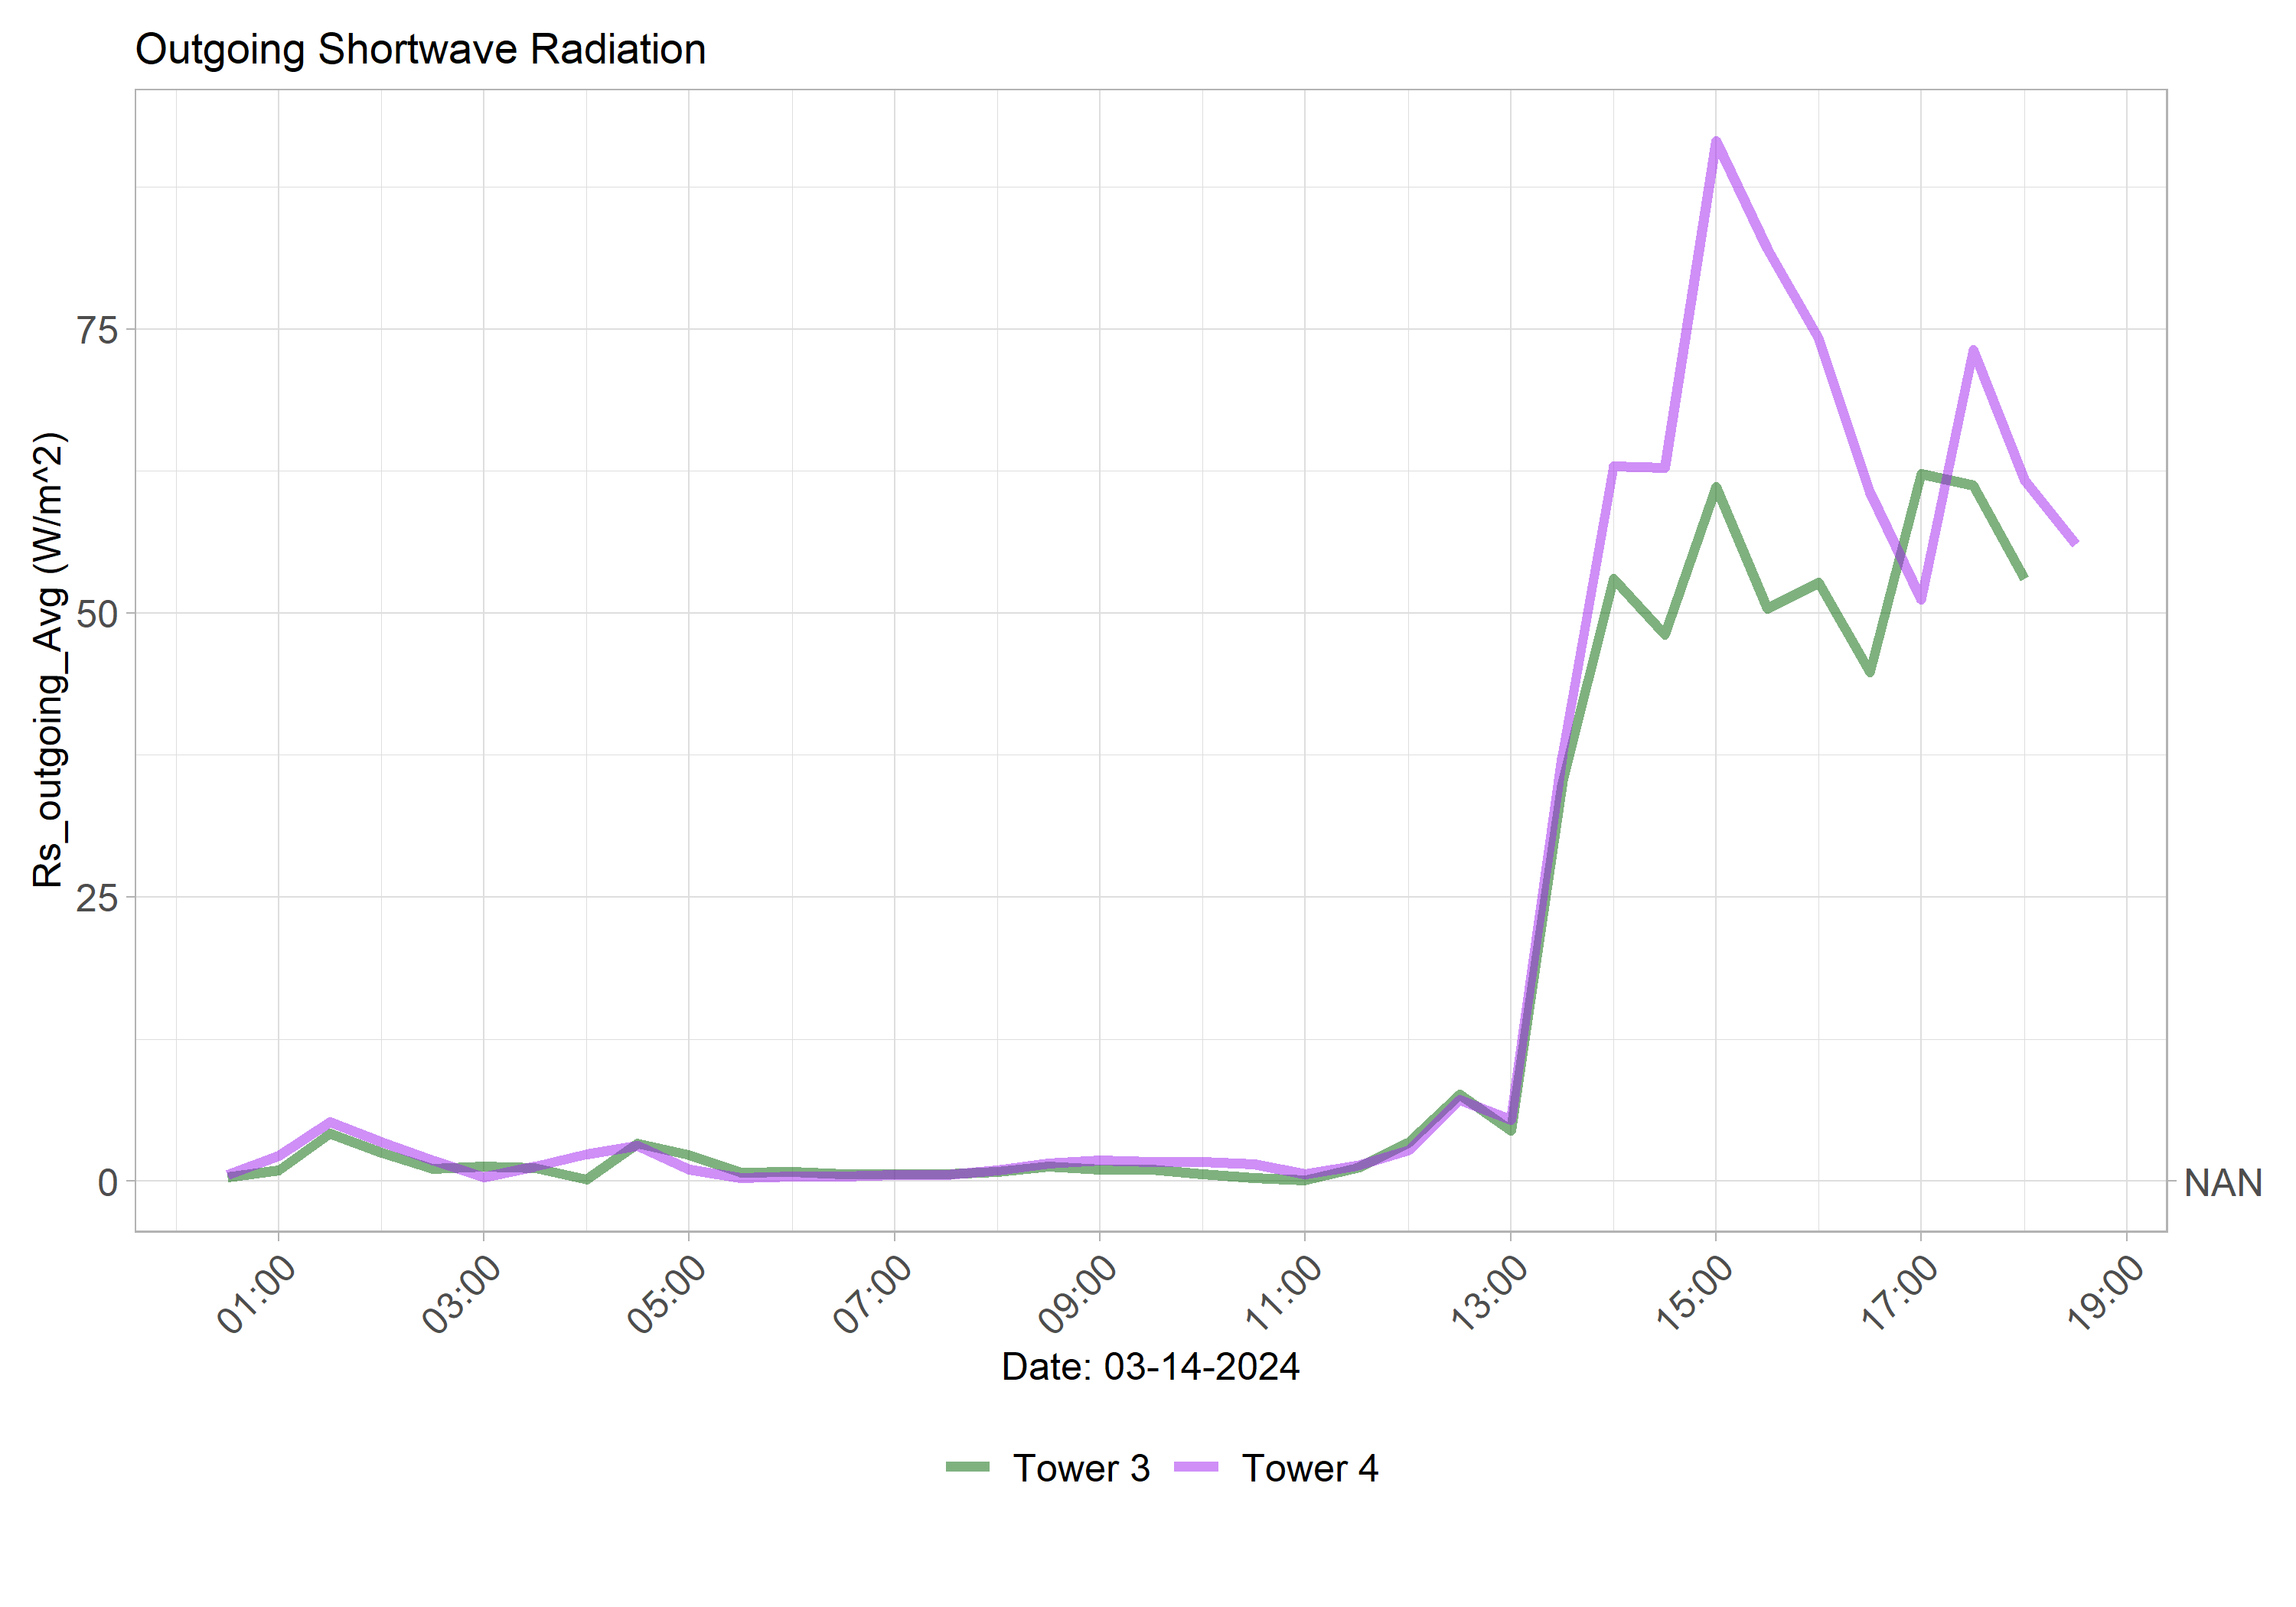 Outgoing Shortwave Radiation
Rs_outgoing_Avg (W/m^2)
75
50
25
0
NAN
01:00
03:00
05:00
07:00
09:00
11:00
13:00
15:00
17:00
19:00
Date: 03-14-2024
Tower 3
Tower 4